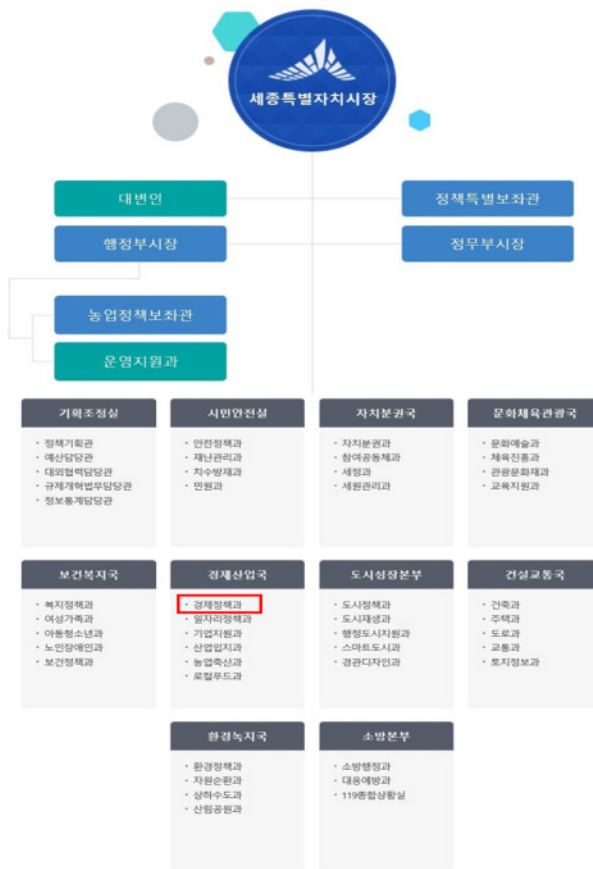 세종특별자치시장
대변인
정책특별보좌관
행정부시장
정무부시장
농업정책보좌관
운영지원과
기획조정실
· 정책기획관
· 예산담당관
· 대외협력담당관
· 규제개혁법무담당관
· 정보통계담당관
시민안전실
· 안전정책과
· 재난관리과
· 치수방재과
· 민원과
자치분권국
· 자치분권과
· 참여공동체과
· 세정과
· 세원관리과
문화체육관광국
· 문화예술과
· 체육진흥과
· 관광문화재과
· 교육지원과
보건복지국
· 복지정책과
· 여성가족과
· 아동청소년과
· 노인장애인과
· 보건정책과
경제산업국
· 경제정책과
· 일자리정책과
· 기업지원과
· 산업입지과
· 농업축산과
· 로컬푸드과
도시성장본부
· 도시정책과
· 도시재생과
· 행정도시지원과
· 스마트도시과
· 경관디자인과
건설교통국
· 건축과
· 주택과
· 도로과
· 교통과
· 토지정보과
환경녹지국
· 환경정책과
· 자원순환과
· 상하수도과
· 산림공원과
소방본부
· 소방행정과
· 대응예방과
· 119종합상황실